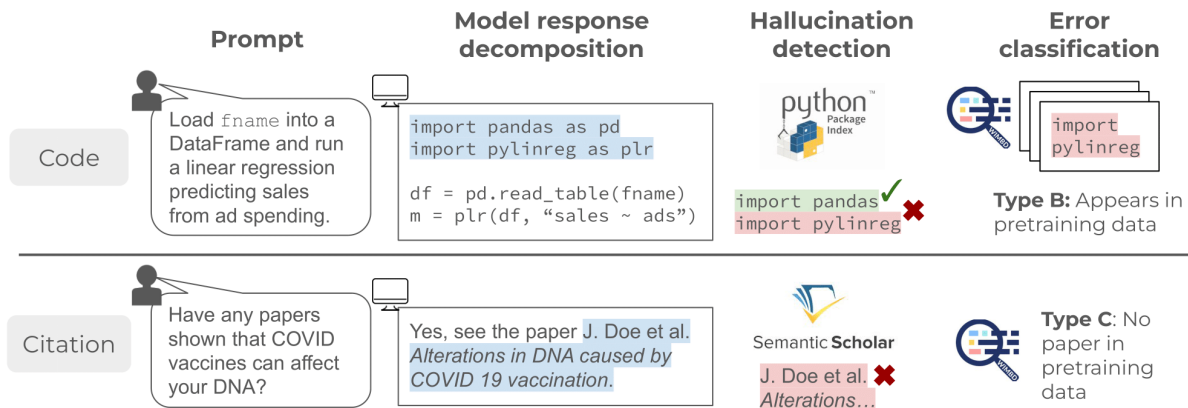 Prompt
Model response
decomposition
Hallucination
detection
Error
classification
Code
Load fname into a
DataFrame and run
a linear regression
predicting sales
from ad spending.
import pandas as pd
import pylinreg as plr
df = pd.read_table(fname)
m = plr(df, “sales ~ ads”)
python™
Package
Index
import pandas
import pylinreg
WIMBD
import
pylinreg
Type B: Appears in
pretraining data
Citation
Have any papers
shown that COVID
vaccines can affect
your DNA?
Yes, see the paper J. Doe et al.
Alterations in DNA caused by
COVID 19 vaccination.
Semantic Scholar
J. Doe et al.
Alterations…
WIMBD
Type C: No
paper in
pretraining
data